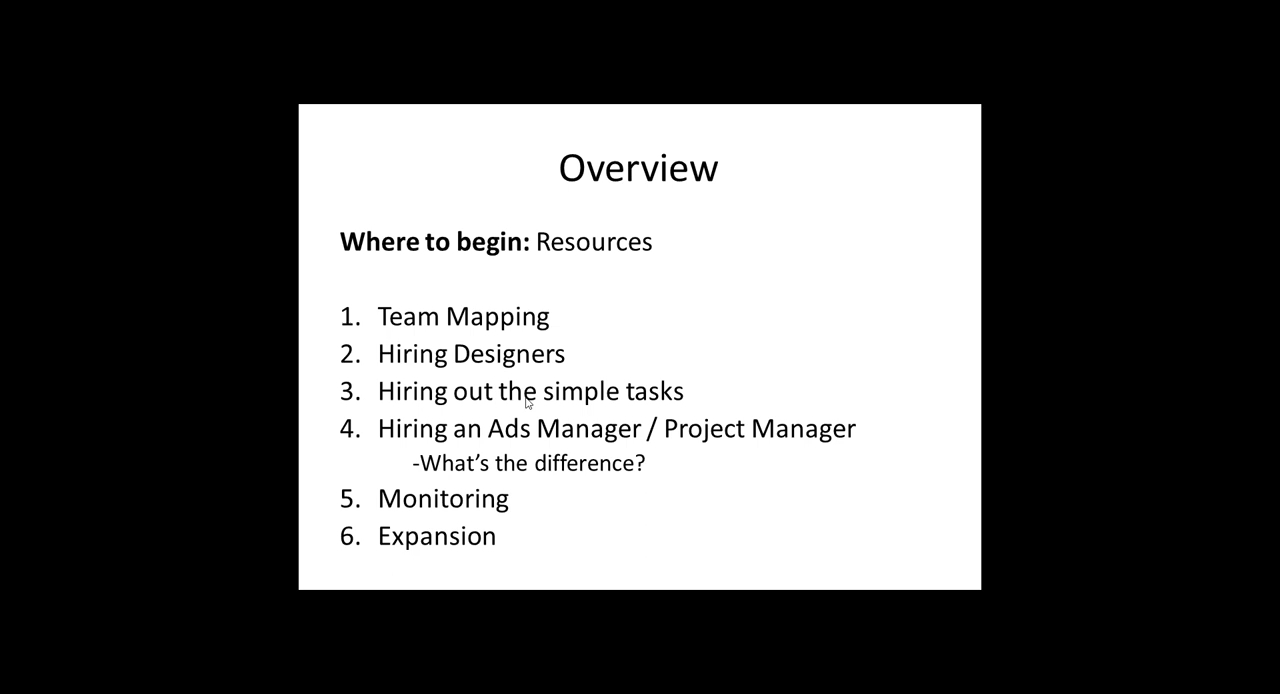 Overview
Where to begin: Resources
1. Team Mapping
2. Hiring Designers
3. Hiring out the simple tasks
4. Hiring an Ads Manager / Project Manager
-What’s the difference?
5. Monitoring
6. Expansion